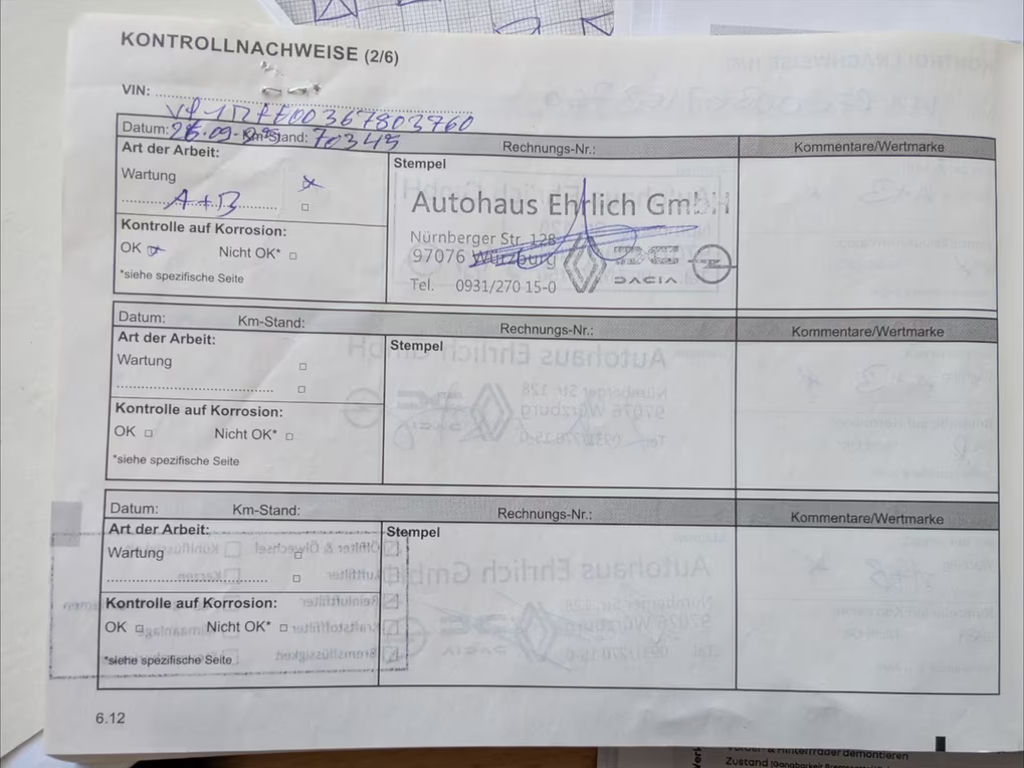 KONTROLLNACHWEISE (2/6)
VIN:
Datum: Km-Stand: 70345 Rechnungs-Nr.: Kommentare/Wertmarke
Art der Arbeit: Stempel
Wartung
A+B
Autohaus Ehrlich GmbH
Kontrolle auf Korrosion:
Nürnberger Str. 128
OK Nicht OK*
97076 Würzburg
*siehe spezifische Seite
DACIA
Tel. 0931/270 15-0
Datum: Km-Stand: Rechnungs-Nr.: Kommentare/Wertmarke
Art der Arbeit: Stempel
Wartung
Kontrolle auf Korrosion:
OK Nicht OK*
*siehe spezifische Seite
Datum: Km-Stand: Rechnungs-Nr.: Kommentare/Wertmarke
Art der Arbeit: Stempel
Wartung
Kontrolle auf Korrosion:
OK Nicht OK*
*siehe spezifische Seite
6.12
Vorder- & Hinterräder demontieren
Zustand